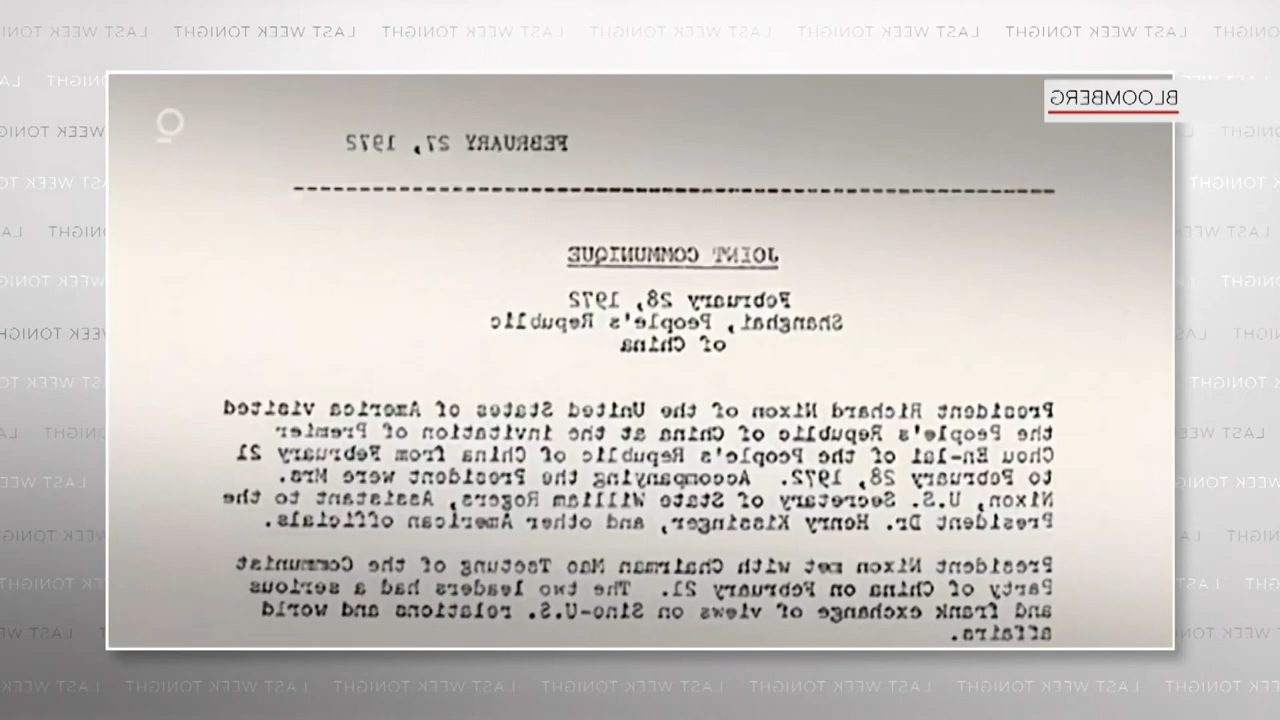 LAST WEEK TONIGHT
BLOOMBERG
FEBRUARY 27, 1972
JOINT COMMUNIQUE
February 28, 1972
Shanghai, People's Republic
of China
President Richard Nixon of the United States of America visited
the People's Republic of China at the invitation of Premier
Chou En-lai of the People's Republic of China from February 21
to February 28, 1972. Accompanying the President were Mrs.
Nixon, U.S. Secretary of State William Rogers, Assistant to the
President Dr. Henry Kissinger, and other American officials.
President Nixon met with Chairman Mao Tsetung of the Communist
Party of China on February 21. The two leaders had a serious
and frank exchange of views on Sino-U.S. relations and world
affairs.